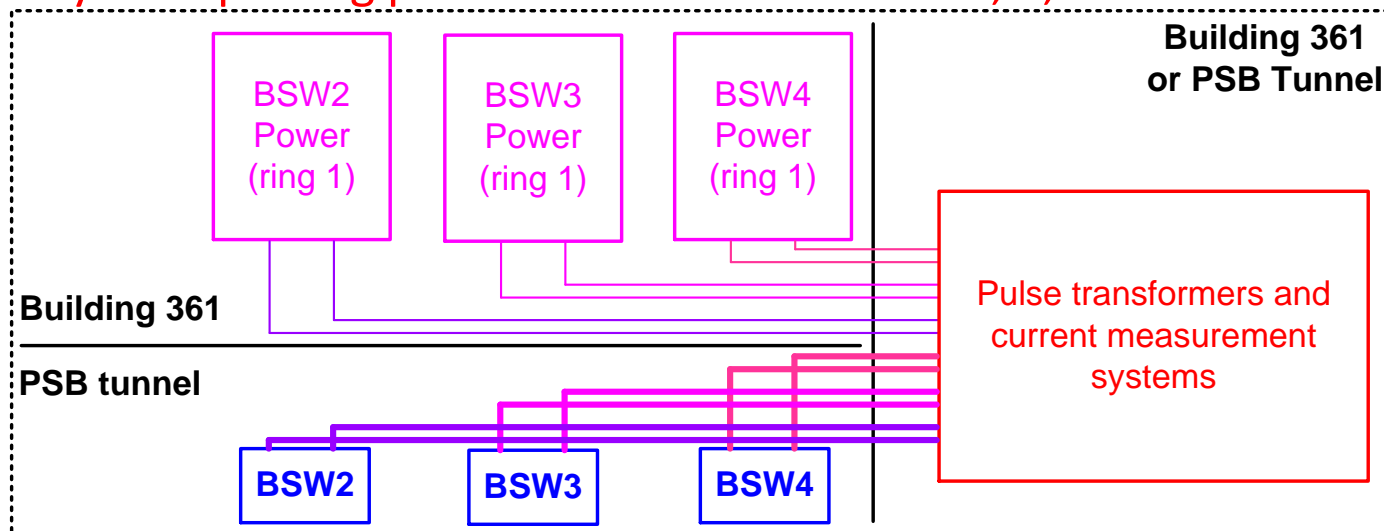 Building 361
or PSB Tunnel
BSW2
Power
(ring 1)
BSW3
Power
(ring 1)
BSW4
Power
(ring 1)
Building 361
PSB tunnel
Pulse transformers and
current measurement
systems
BSW2
BSW3
BSW4